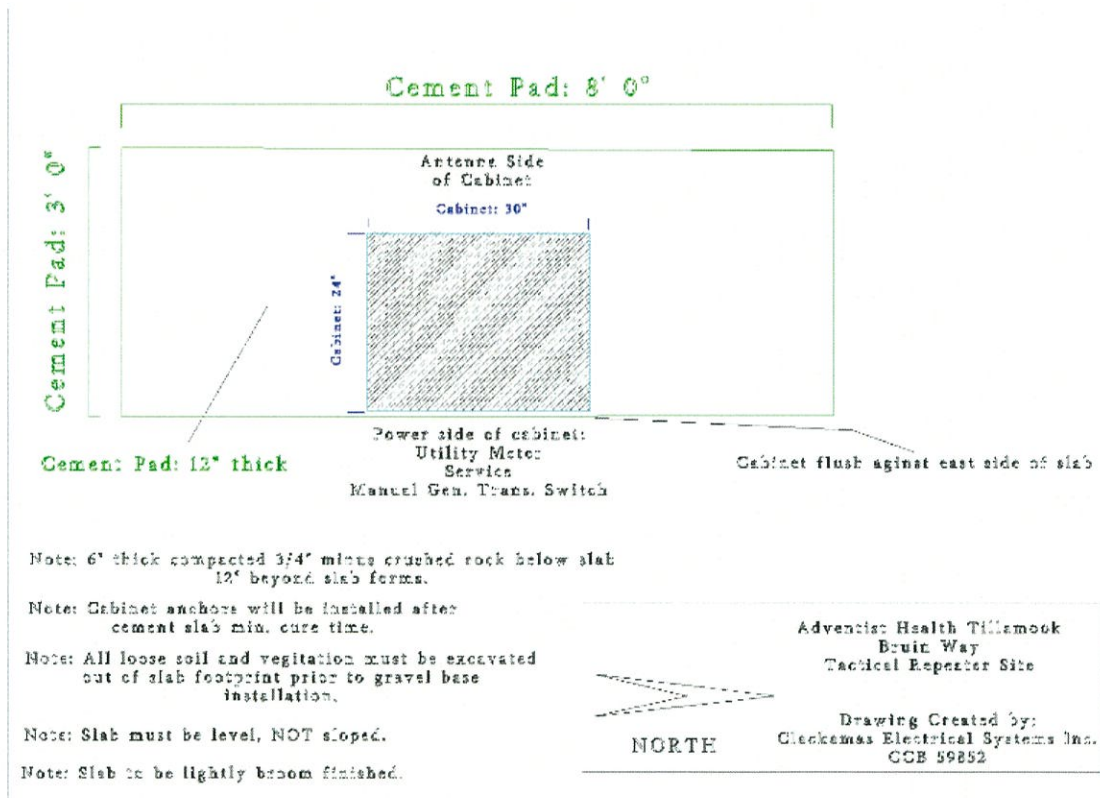 Cement Pad: 8' 0"
Cement Pad: 3' 0"
Antenna Side
of Cabinet
Cabinet: 30"
Cabinet: 24"
Cement Pad: 12" thick
Power side of cabinet:
Utility Meter
Service
Manual Gen. Trans. Switch
Cabinet flush aginst east side of slab
Note: 6" thick compacted 3/4" minus crushed rock below slab
12" beyond slab forms.
Note: Cabinet anchors will be installed after
cement slab min. cure time.
Note: All loose soil and vegitation must be excavated
out of slab footprint prior to gravel base
installation.
Note: Slab must be level, NOT sloped.
Note: Slab to be lightly broom finished.
NORTH
Adventist Health Tillamook
Bruin Way
Tactical Repeater Site
Drawing Created by:
Clackamas Electrical Systems Inc.
CCB 59852